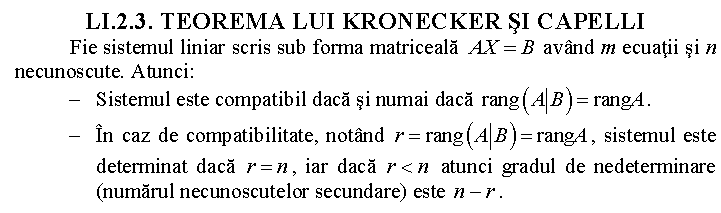 LI.2.3. TEOREMA LUI KRONECKER ŞI CAPELLI
Fie sistemul liniar scris sub forma matriceală AX = B având m ecuaţii şi n
necunoscute. Atunci:
− Sistemul este compatibil dacă şi numai dacă rang(A|B) = rangA.
− În caz de compatibilitate, notând r = rang(A|B) = rangA, sistemul este
determinat dacă r = n, iar dacă r < n atunci gradul de nedeterminare
(numărul necunoscutelor secundare) este n − r.